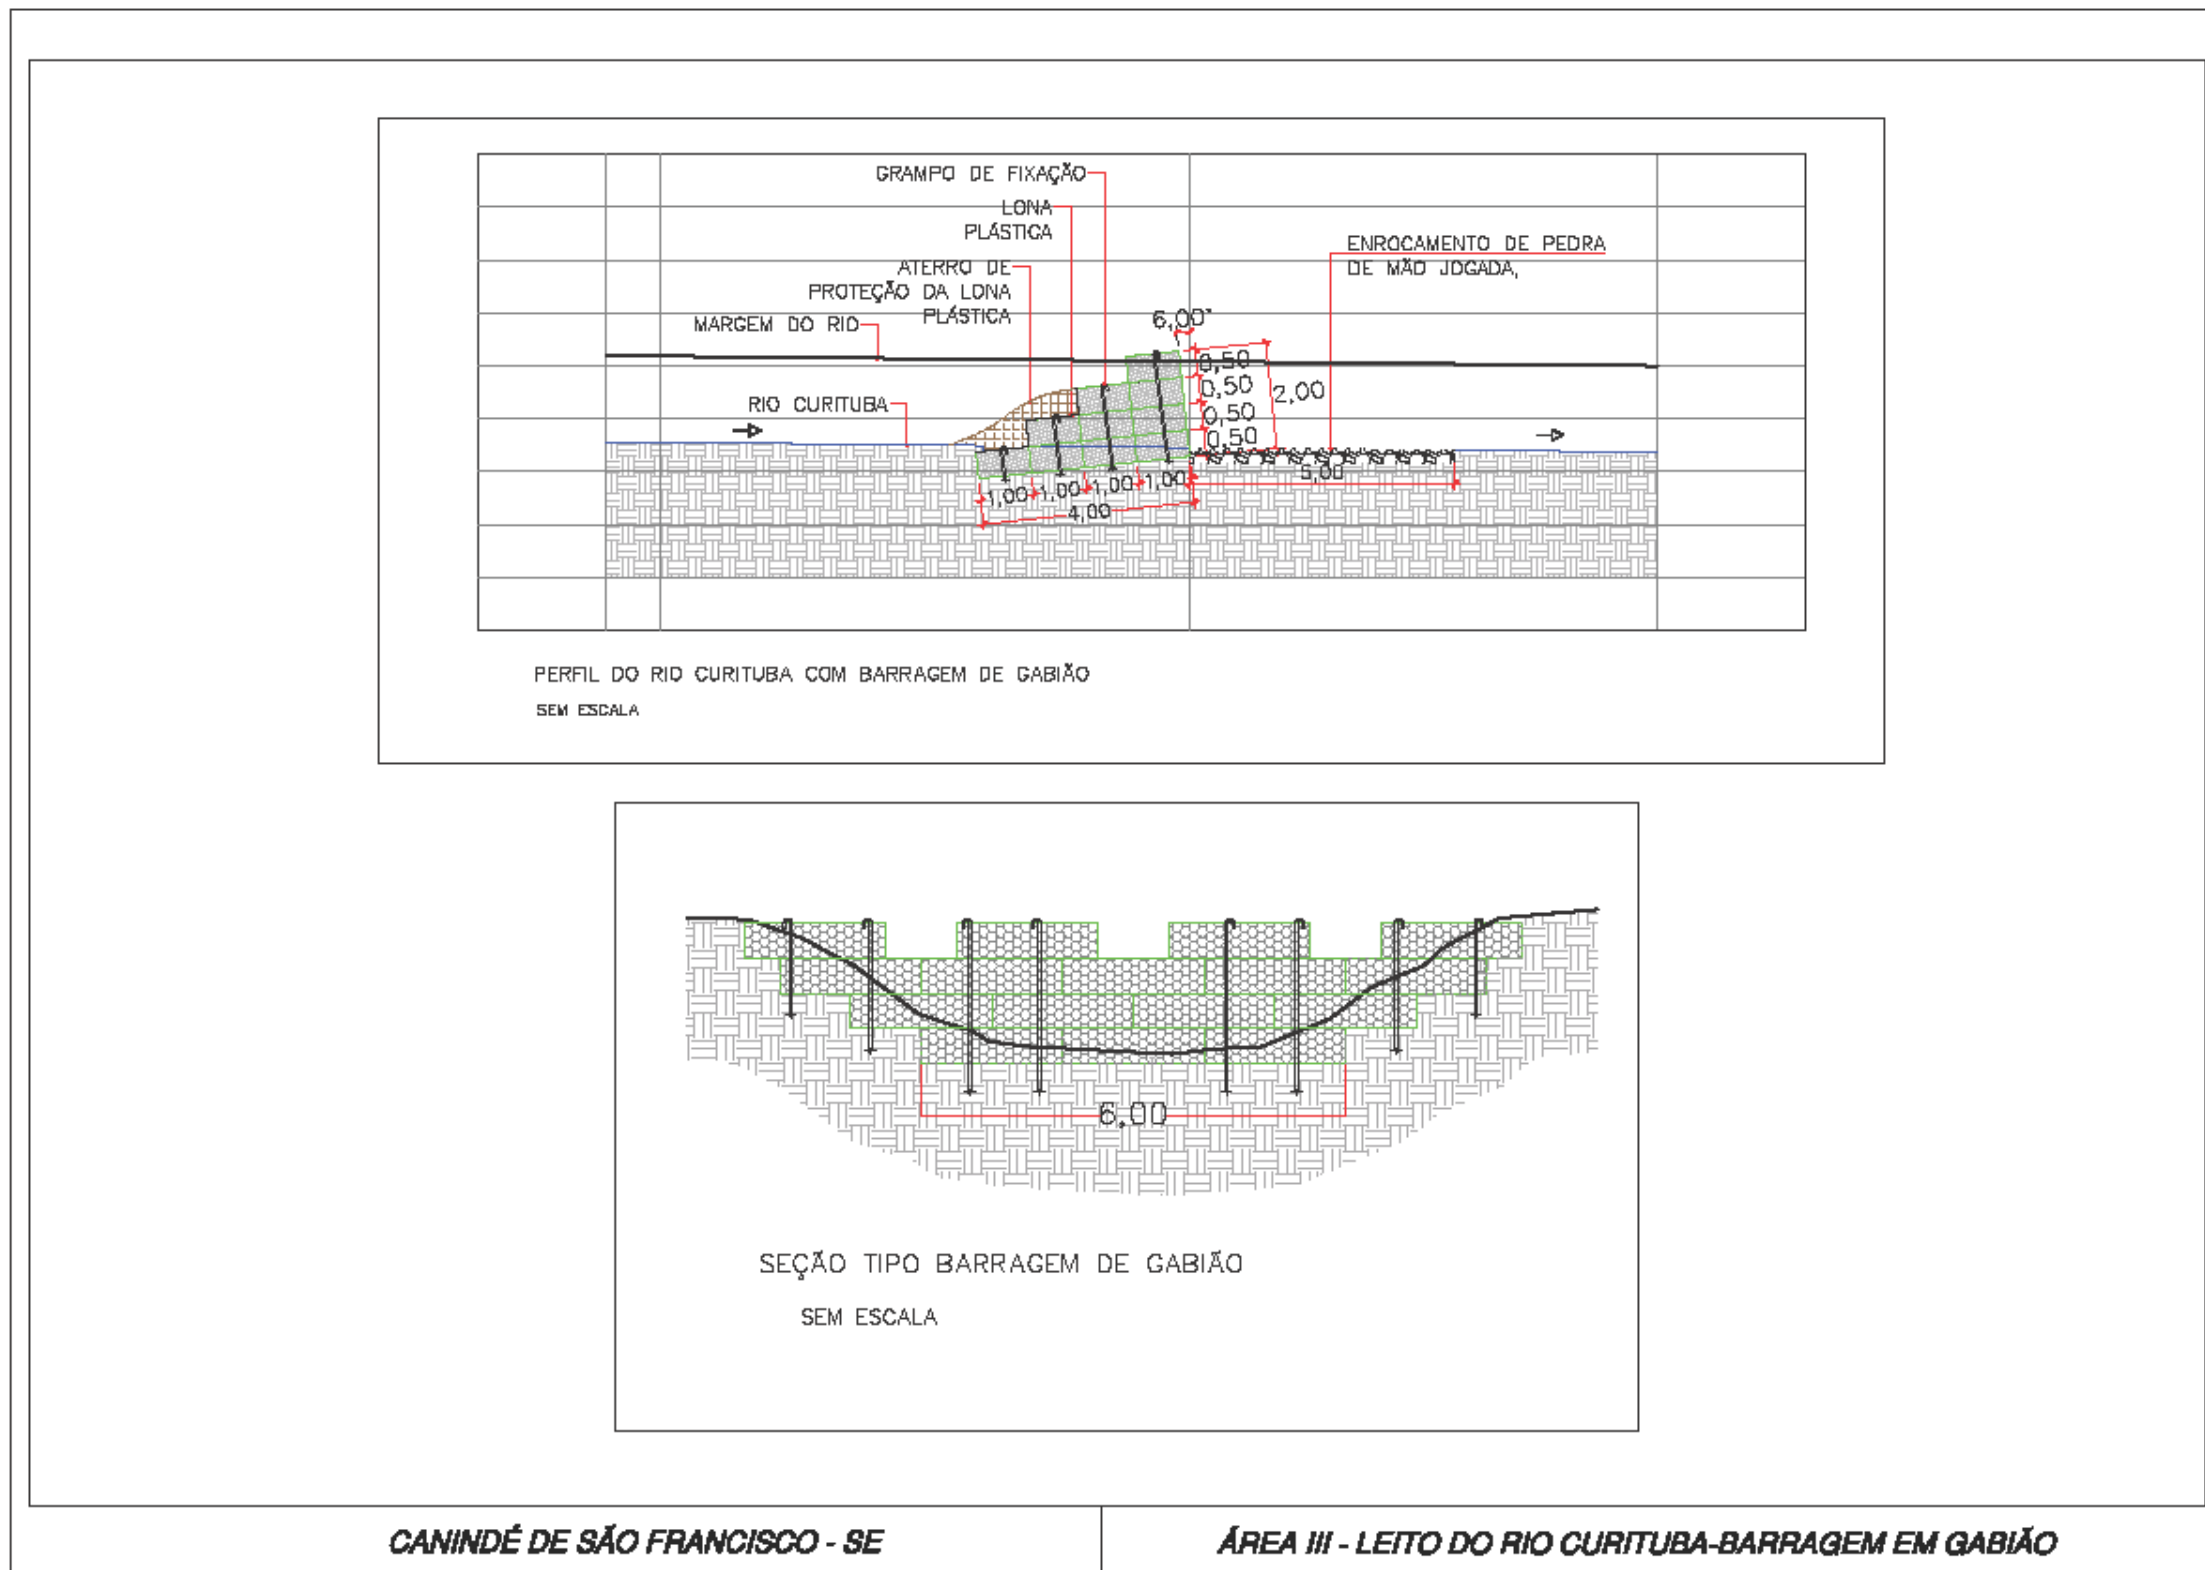 GRAMPO DE FIXAÇÃO
LONA
PLÁSTICA
ENROCAMENTO DE PEDRA
DE MÃO JOGADA,
ATERRO DE
PROTEÇÃO DA LONA
PLÁSTICA
MARGEM DO RIO
6,00°
0,50
0,50
2,00
0,50
0,50
RIO CURITUBA
5,00
1,00 1,00 1,00 1,00
4,00
PERFIL DO RIO CURITUBA COM BARRAGEM DE GABIÃO
SEM ESCALA
6,00
SEÇÃO TIPO BARRAGEM DE GABIÃO
SEM ESCALA
CANINDÉ DE SÃO FRANCISCO - SE
ÁREA III - LEITO DO RIO CURITUBA-BARRAGEM EM GABIÃO